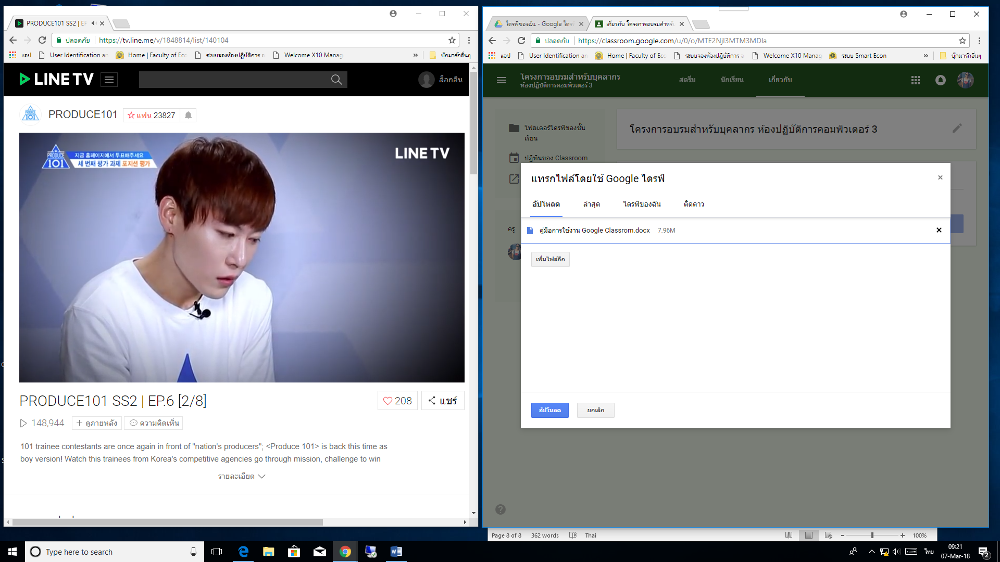 PRODUCE101 SS2 | EP
ปลอดภัย
https://tv.line.me/v/1848814/list/140104
แอป
User Identification an
Home | Faculty of Eco
ระบบจองห้องปฏิบัติการ
Welcome X10 Manag
»
บุ๊กมาร์กอื่นๆ
LINE TV
ล็อกอิน
PRODUCE101
แฟน 23827
PRODUCE 101
지금 홈페이지에서 투표해주세요
세 번째 평가 과제 포지션 평가
LINE TV
PRODUCE101 SS2 | EP.6 [2/8]
208
แชร์
148,944
+ ดูภายหลัง
ความคิดเห็น
101 trainee contestants are once again in front of "nation's producers"; <Produce 101> is back this time as
boy version! Watch this trainees from Korea's competitive agencies go through mission, challenge to win
รายละเอียด
ไดรฟ์ของฉัน - Google ไดร
เกี่ยวกับ โครงการอบรมสำหรั
ปลอดภัย
https://classroom.google.com/u/0/o/MTE2NjI3MTM3MDla
แอป
User Identification an
Home | Faculty of Eco
ระบบจองห้องปฏิบัติการ
Welcome X10 Manag
ระบบ Smart Econ
»
บุ๊กมาร์กอื่นๆ
โครงการอบรมสำหรับบุคลากร
ห้องปฏิบัติการคอมพิวเตอร์ 3
สตรีม
นักเรียน
เกี่ยวกับ
โฟลเดอร์ไดรฟ์ของชั้น
เรียน
ปฏิทินของ Classroom
ครู
โครงการอบรมสำหรับบุคลากร ห้องปฏิบัติการคอมพิวเตอร์ 3
แทรกไฟล์โดยใช้ Google ไดรฟ์
อัปโหลด
ล่าสุด
ไดรฟ์ของฉัน
ติดดาว
คู่มือการใช้งาน Google Classrom.docx
7.96M
เพิ่มไฟล์อีก
อัปโหลด
ยกเลิก
Page 8 of 8
362 words
Thai
100%
Type here to search
ไทย
09:21
07-Mar-18
2